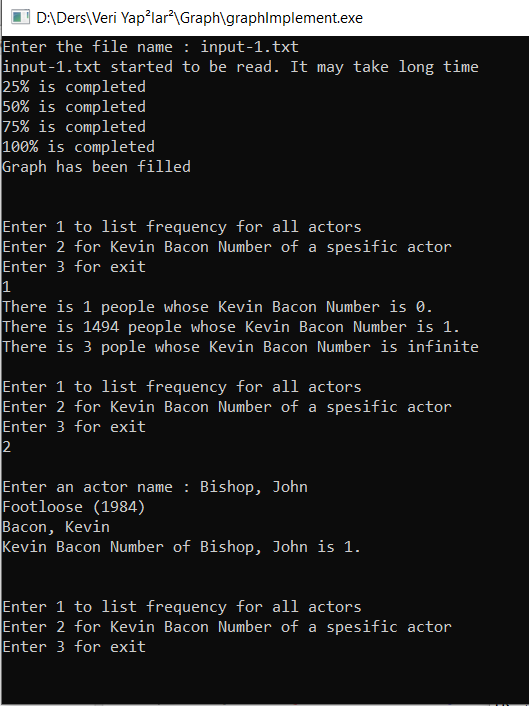 D:\Ders\Veri Yap²lar²\Graph\graphImplement.exe
Enter the file name : input-1.txt
input-1.txt started to be read. It may take long time
25% is completed
50% is completed
75% is completed
100% is completed
Graph has been filled
Enter 1 to list frequency for all actors
Enter 2 for Kevin Bacon Number of a spesific actor
Enter 3 for exit
1
There is 1 people whose Kevin Bacon Number is 0.
There is 1494 people whose Kevin Bacon Number is 1.
There is 3 pople whose Kevin Bacon Number is infinite
Enter 1 to list frequency for all actors
Enter 2 for Kevin Bacon Number of a spesific actor
Enter 3 for exit
2
Enter an actor name : Bishop, John
Footloose (1984)
Bacon, Kevin
Kevin Bacon Number of Bishop, John is 1.
Enter 1 to list frequency for all actors
Enter 2 for Kevin Bacon Number of a spesific actor
Enter 3 for exit